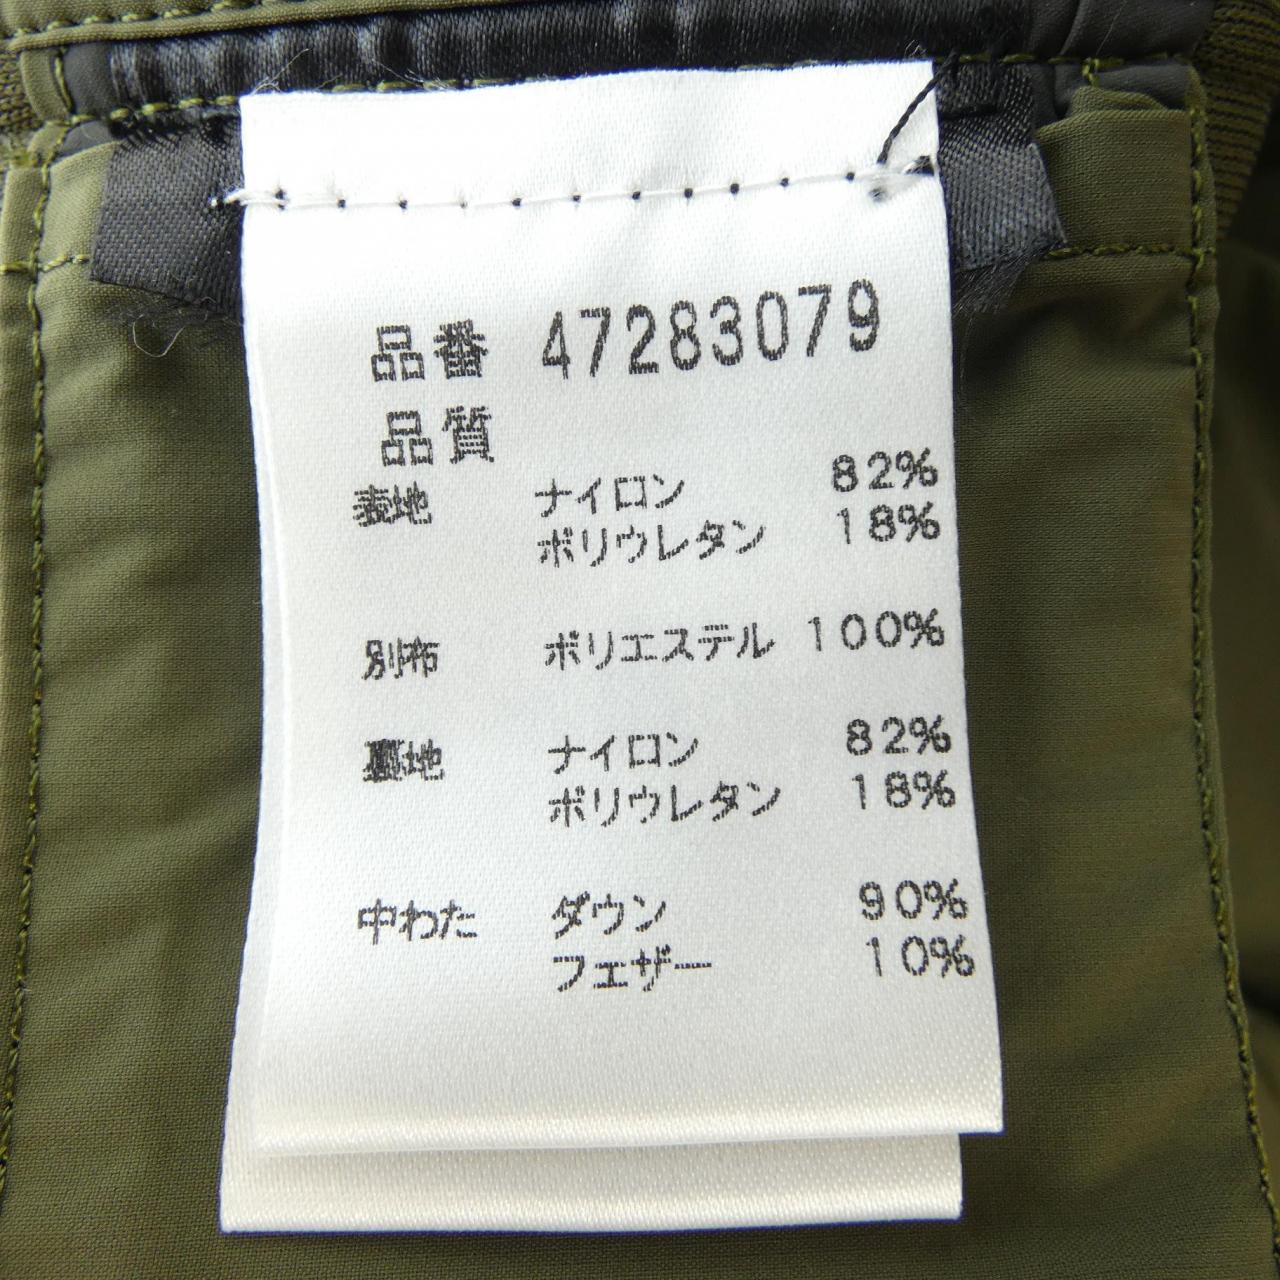 品番 47283079
品質
表地 ナイロン 82%
ポリウレタン 18%
別布 ポリエステル 100%
裏地 ナイロン 82%
ポリウレタン 18%
中わた ダウン 90%
フェザー 10%